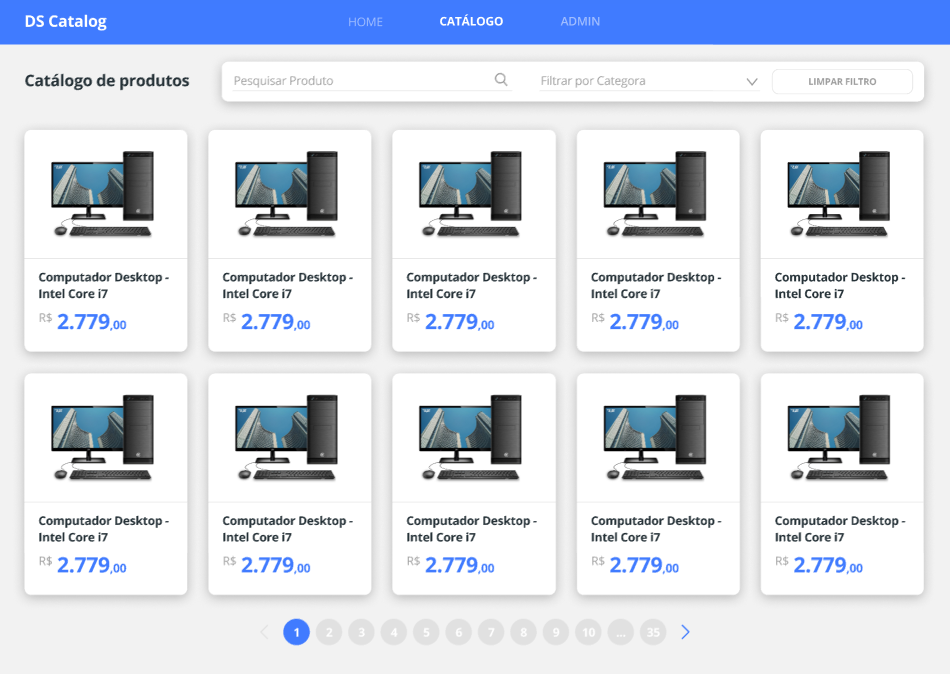 DS Catalog
HOME
CATÁLOGO
ADMIN
Catálogo de produtos
Pesquisar Produto
Filtrar por Categora
LIMPAR FILTRO
Computador Desktop -
Intel Core i7
R$ 2.779,00
Computador Desktop -
Intel Core i7
R$ 2.779,00
Computador Desktop -
Intel Core i7
R$ 2.779,00
Computador Desktop -
Intel Core i7
R$ 2.779,00
Computador Desktop -
Intel Core i7
R$ 2.779,00
Computador Desktop -
Intel Core i7
R$ 2.779,00
Computador Desktop -
Intel Core i7
R$ 2.779,00
Computador Desktop -
Intel Core i7
R$ 2.779,00
Computador Desktop -
Intel Core i7
R$ 2.779,00
Computador Desktop -
Intel Core i7
R$ 2.779,00
1 2 3 4 5 6 7 8 9 10 ... 35